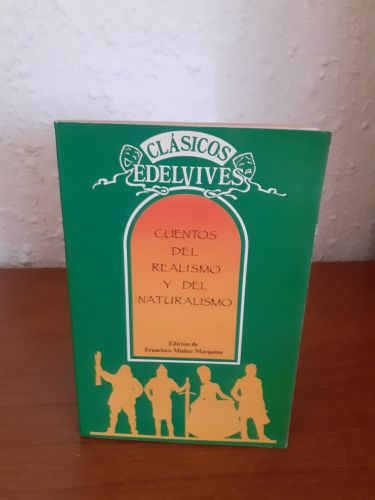 CLÁSICOS
EDELVIVES
CUENTOS
DEL
REALISMO
Y DEL
NATURALISMO
Edición de
Francisco Muñoz Marquina